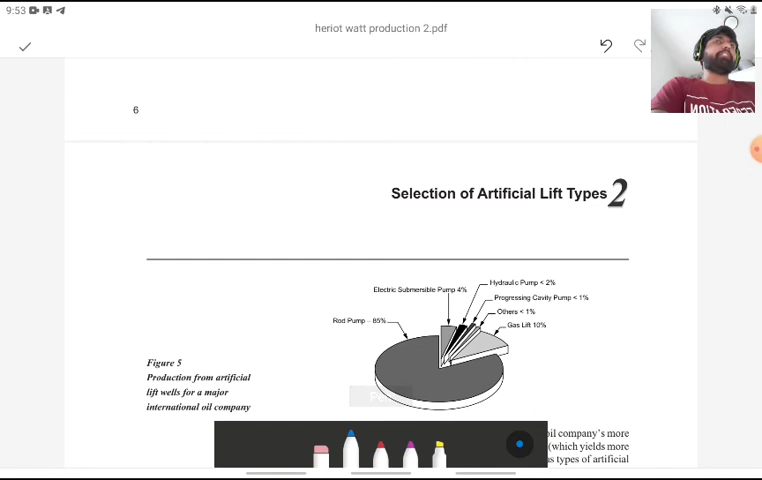 9:53
heriot watt production 2.pdf
6
Selection of Artificial Lift Types 2
Hydraulic Pump < 2%
Electric Submersible Pump 4%
Progressing Cavity Pump < 1%
Others < 1%
Rod Pump – 85%
Gas Lift 10%
Figure 5
Production from artificial
lift wells for a major
international oil company
oil company's more
(which yields more
types of artificial